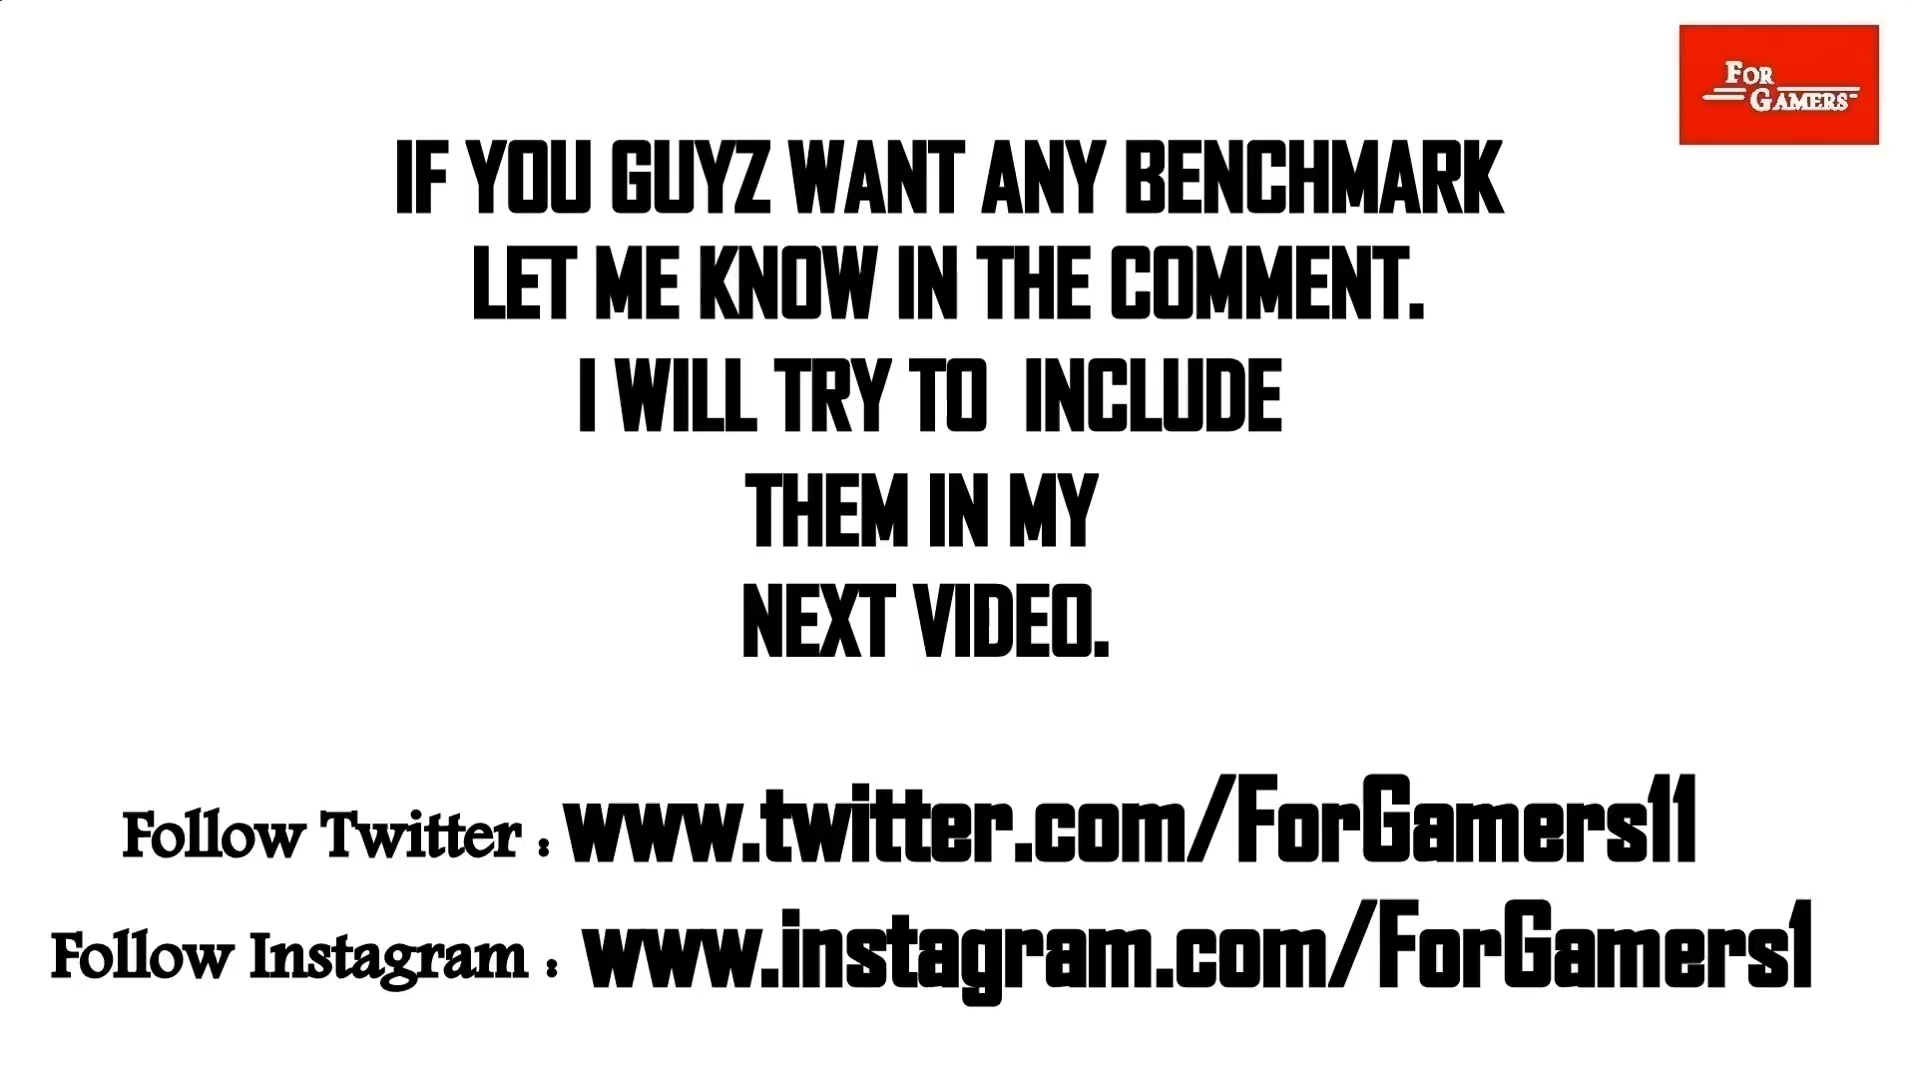 FOR
GAMERS
IF YOU GUYZ WANT ANY BENCHMARK
LET ME KNOW IN THE COMMENT.
I WILL TRY TO INCLUDE
THEM IN MY
NEXT VIDEO.
Follow Twitter : www.twitter.com/ForGamers11
Follow Instagram : www.instagram.com/ForGamers1